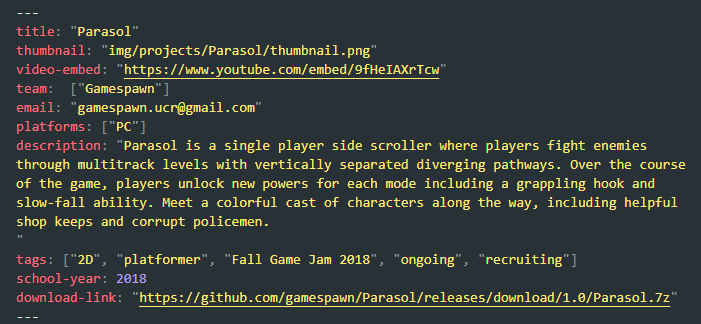 ---
title: "Parasol"
thumbnail: "img/projects/Parasol/thumbnail.png"
video-embed: "https://www.youtube.com/embed/9fHeIAXrTcw"
team:  ["Gamespawn"]
email: "gamespawn.ucr@gmail.com"
platforms: ["PC"]
description: "Parasol is a single player side scroller where players fight enemies
through multitrack levels with vertically separated diverging pathways. Over the course
of the game, players unlock new powers for each mode including a grappling hook and
slow-fall ability. Meet a colorful cast of characters along the way, including helpful
shop keeps and corrupt policemen.
"
tags: ["2D", "platformer", "Fall Game Jam 2018", "ongoing", "recruiting"]
school-year: 2018
download-link: "https://github.com/gamespawn/Parasol/releases/download/1.0/Parasol.7z"
---